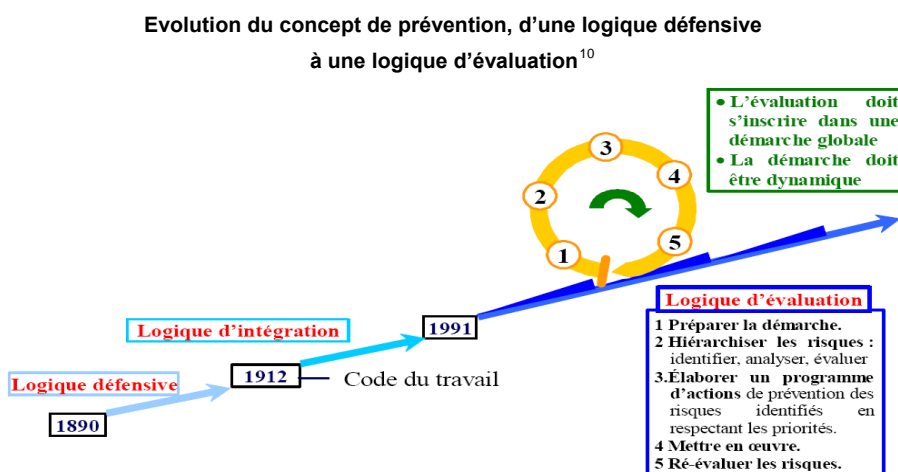 Evolution du concept de prévention, d’une logique défensive
à une logique d’évaluation10
• L’évaluation doit
s’inscrire dans une
démarche globale
• La démarche doit
être dynamique
3
4
2
5
1
Logique d’évaluation
1 Préparer la démarche.
2 Hiérarchiser les risques :
identifier, analyser, évaluer
3.Élaborer un programme
d’actions de prévention des
risques identifiés en
respectant les priorités.
4 Mettre en œuvre.
5 Ré-évaluer les risques.
Logique d’intégration
1991
Logique défensive
1912
Code du travail
1890